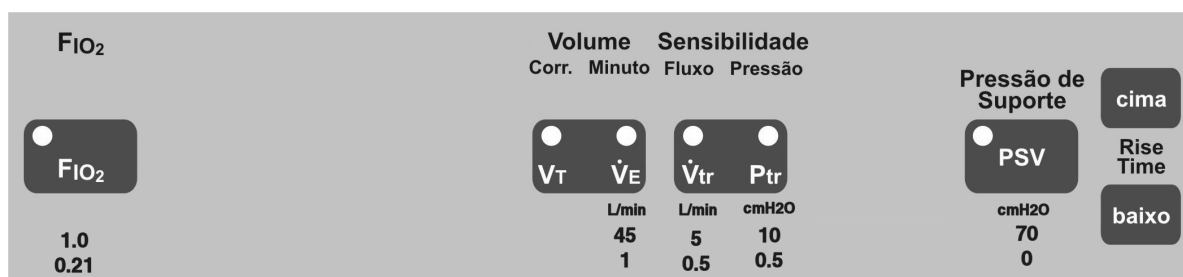 FIO2
Volume Sensibilidade
Corr. Minuto Fluxo Pressão
Pressão de
Suporte
cima
FIO2
VT V̇E
V̇tr Ptr
PSV
Rise
Time
baixo
L/min L/min cmH2O cmH2O
1.0 45 5 10 70
0.21 1 0.5 0.5 0